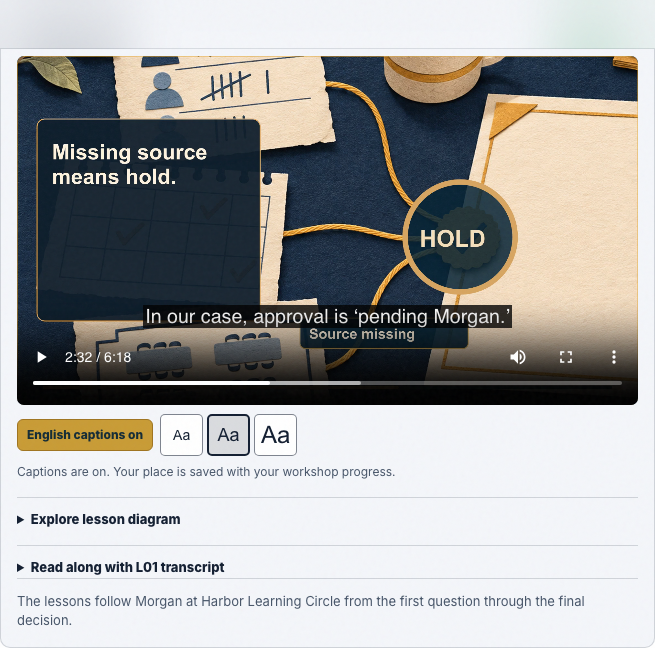 Missing source
means hold.
HOLD
In our case, approval is ‘pending Morgan.’
Source missing
2:32 / 6:18
English captions on
Aa
Aa
Aa
Captions are on. Your place is saved with your workshop progress.
Explore lesson diagram
Read along with L01 transcript
The lessons follow Morgan at Harbor Learning Circle from the first question through the final
decision.